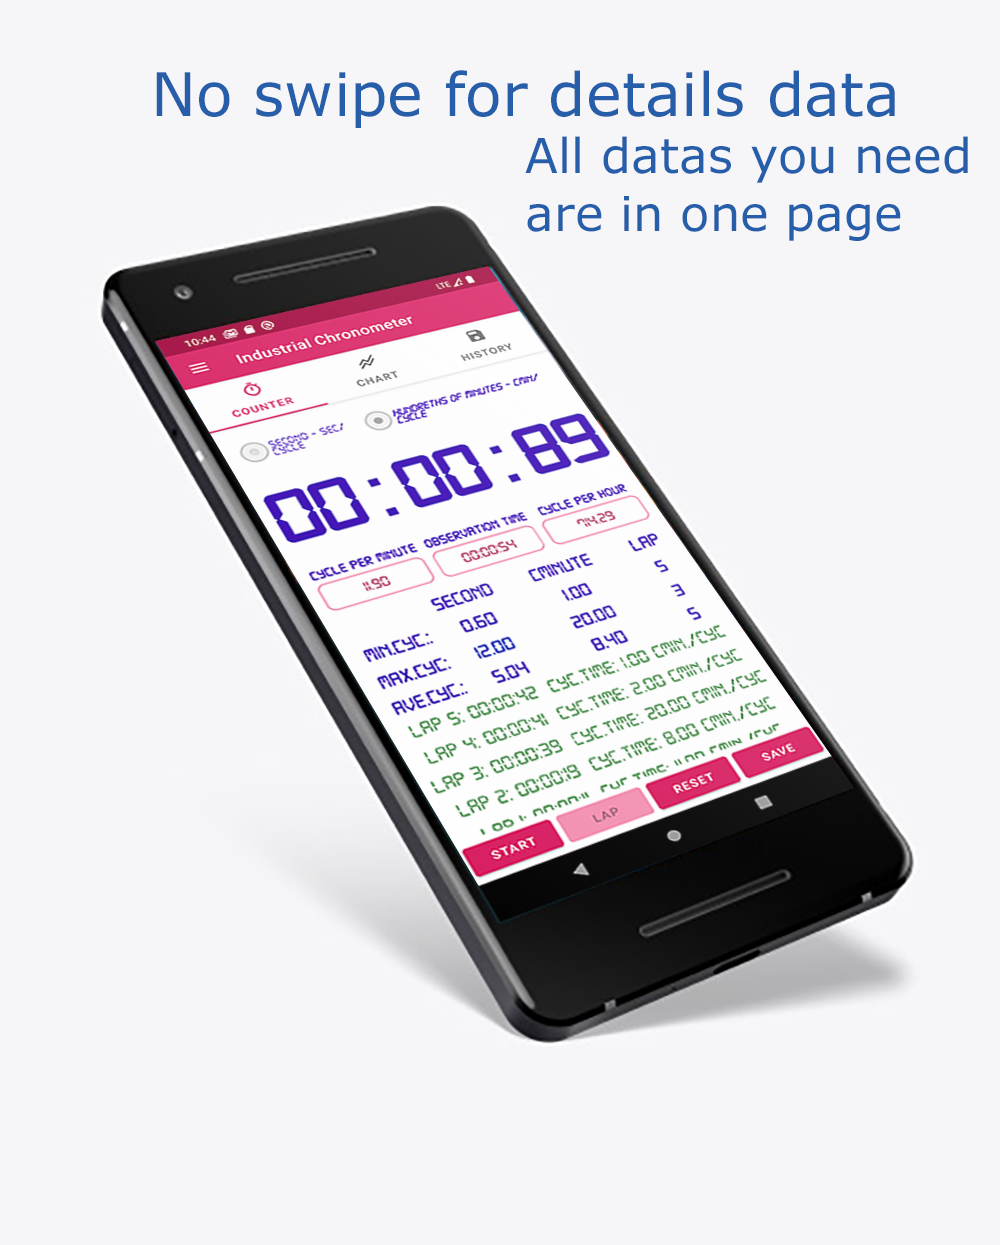 No swipe for details data
All datas you need
are in one page
10:44 LTE
Industrial Chronometer
COUNTER CHART HISTORY
SECOND - SEC/
CYCLE
HUNDRETHS OF MINUTES - CMIN/
CYCLE
00:00:89
CYCLE PER MINUTE OBSERVATION TIME CYCLE PER HOUR
11.90 00:00:54 714.29
SECOND CMINUTE LAP
MIN.CYC.: 0.60 1.00 5
MAX.CYC: 12.00 20.00 3
AVE.CYC.: 5.04 8.40 5
LAP 5: 00:00:42 CYC.TIME: 1.00 CMIN./CYC
LAP 4: 00:00:41 CYC.TIME: 2.00 CMIN./CYC
LAP 3: 00:00:39 CYC.TIME: 20.00 CMIN./CYC
LAP 2: 00:00:19 CYC.TIME: 8.00 CMIN./CYC
START LAP RESET SAVE